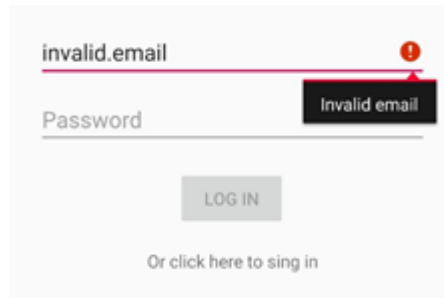 invalid.email
Invalid email
Password
LOG IN
Or click here to sing in